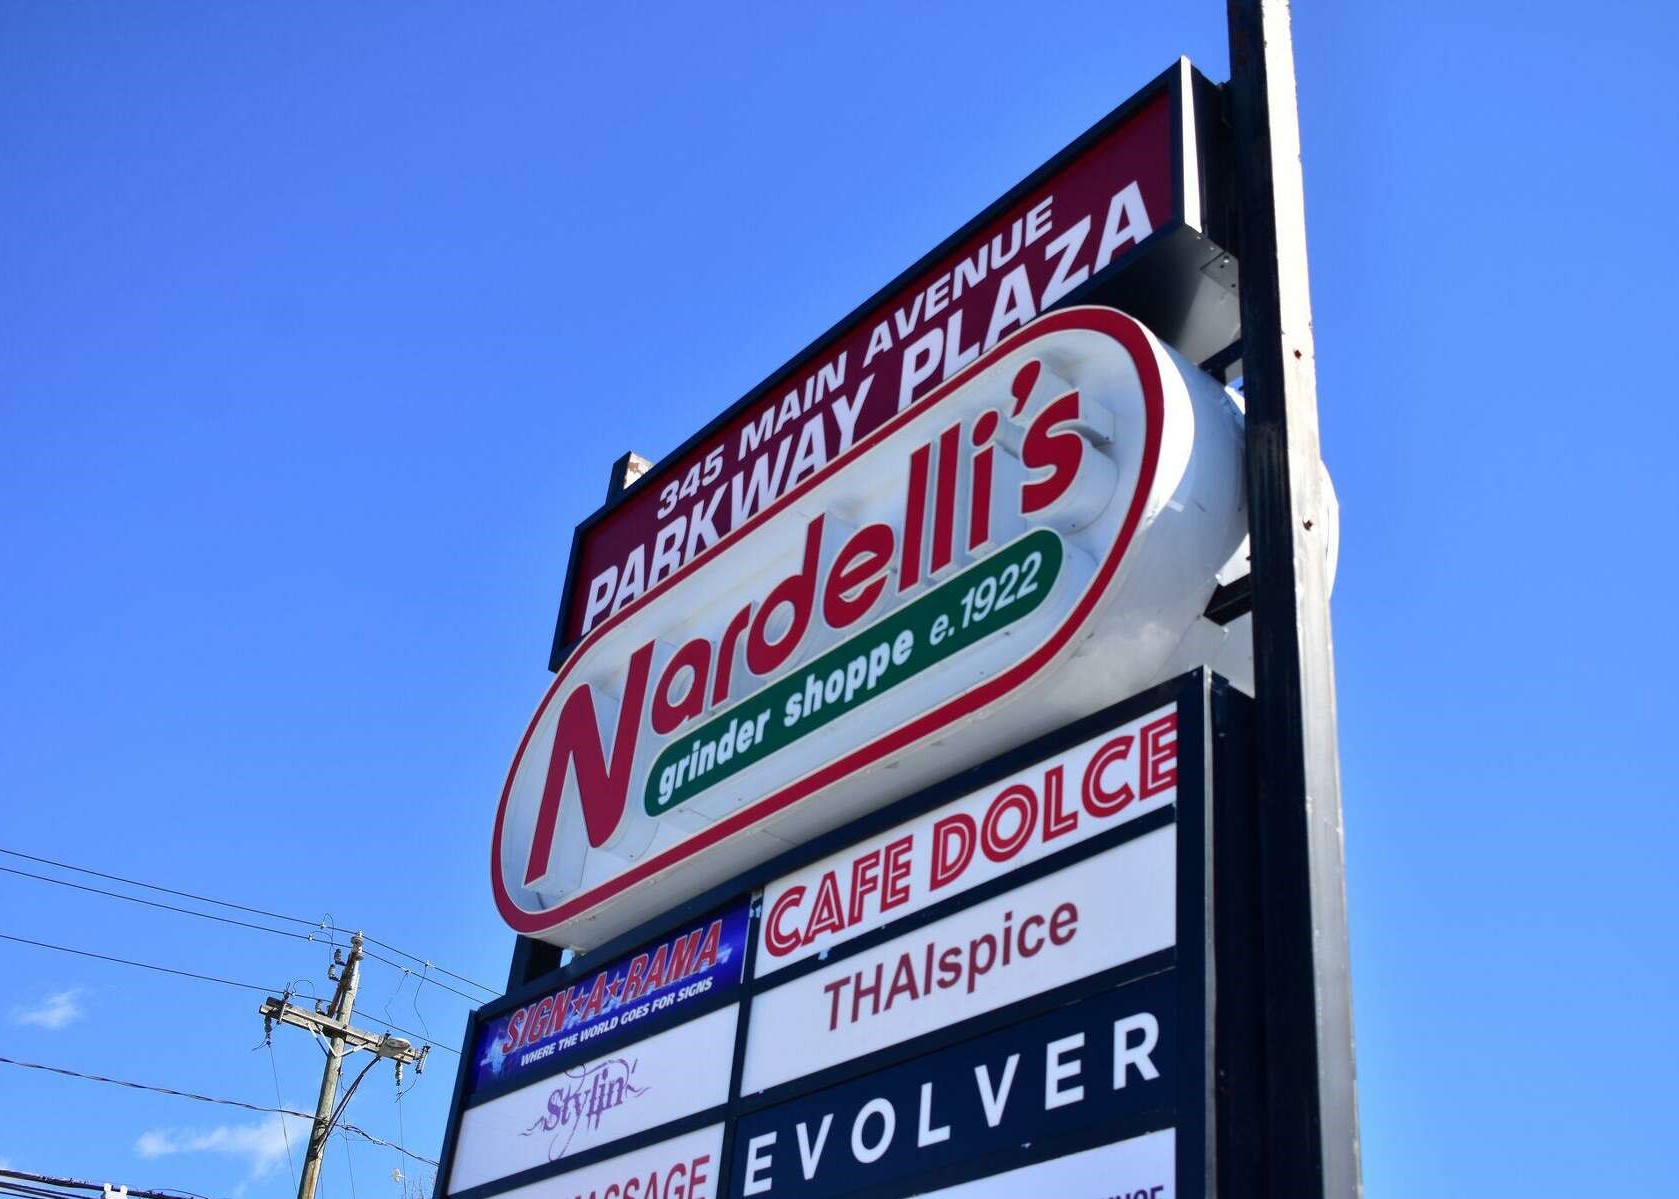 345 MAIN AVENUE
PARKWAY PLAZA
Nardelli's
grinder shoppe e. 1922
CAFE DOLCE
SIGN★A★RAMA
WHERE THE WORLD GOES FOR SIGNS
THAIspice
Stylin'
EVOLVER